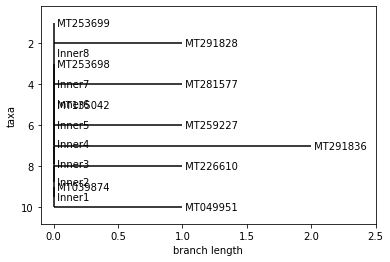 MT253699
2
MT291828
Inner8
MT253698
4
Inner7
MT281577
MT135042
6
Inner5
MT259227
Inner4
MT291836
8
Inner3
MT226610
Inner2
MT039874
Inner1
10
MT049951
taxa
0.0 0.5 1.0 1.5 2.0 2.5
branch length